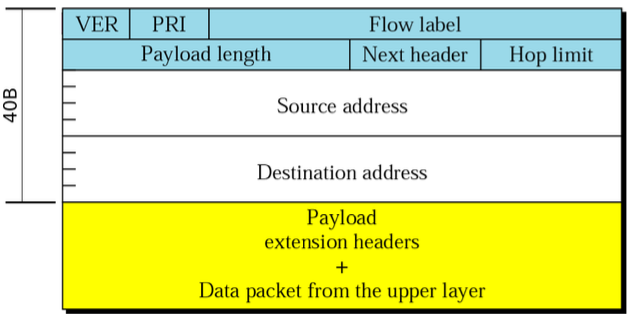 VER PRI Flow label
Payload length Next header Hop limit
40B
Source address
Destination address
Payload
extension headers
+
Data packet from the upper layer